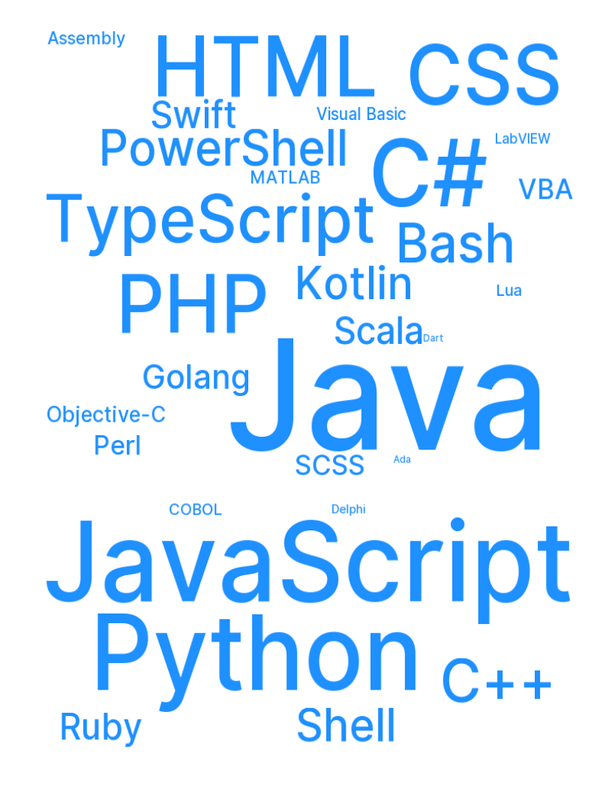 Assembly
HTML
CSS
Swift
Visual Basic
PowerShell
C#
LabVIEW
MATLAB
VBA
TypeScript
Bash
PHP
Kotlin
Lua
Scala
Dart
Java
Golang
Objective-C
Perl
SCSS
Ada
COBOL
Delphi
JavaScript
Python
C++
Ruby
Shell